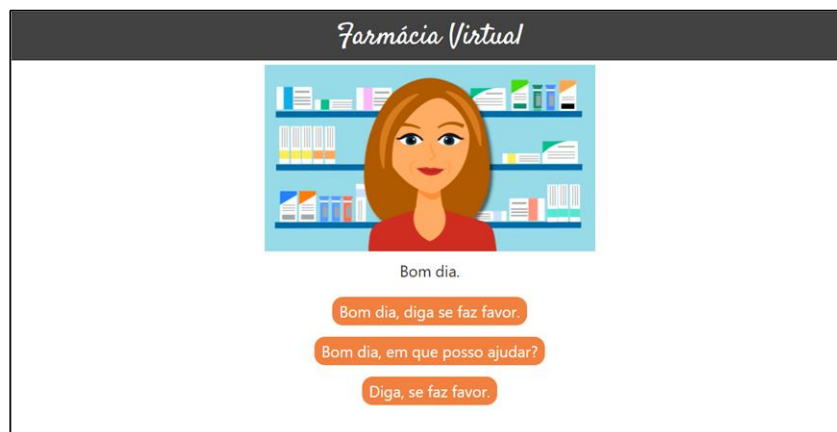 Farmácia Virtual
Bom dia.
Bom dia, diga se faz favor.
Bom dia, em que posso ajudar?
Diga, se faz favor.